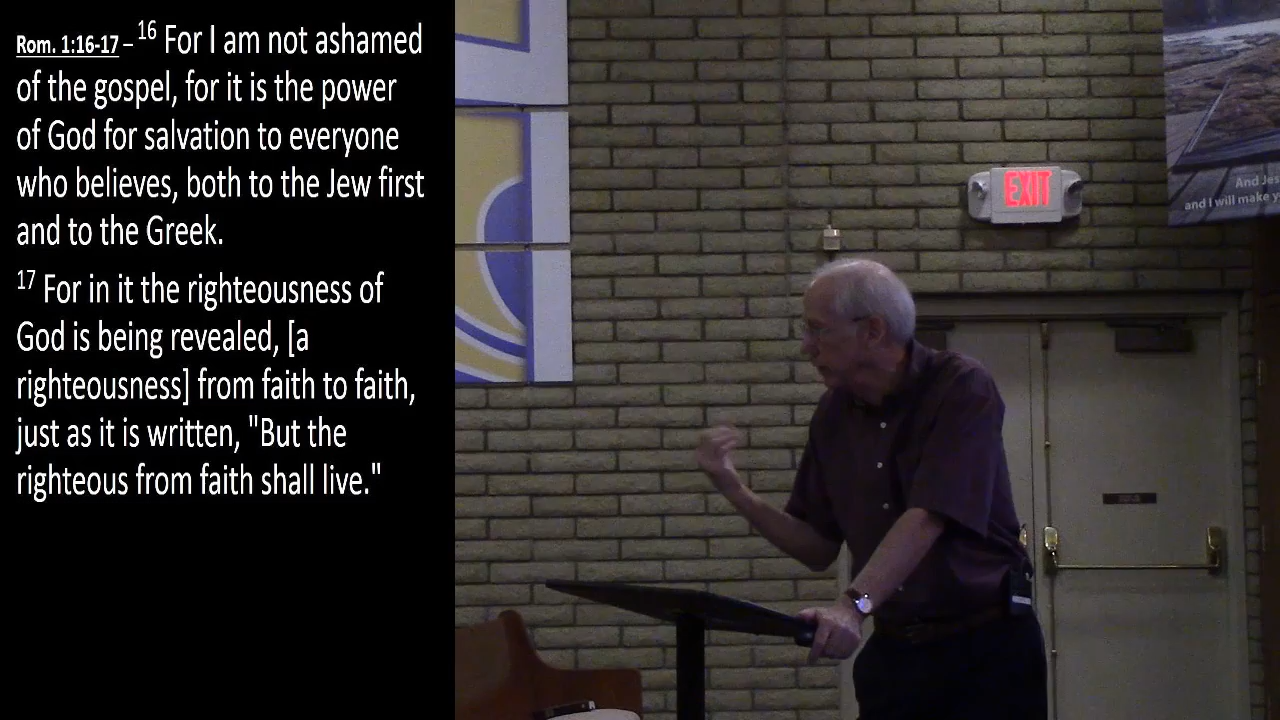 Rom. 1:16-17 – 16 For I am not ashamed
of the gospel, for it is the power
of God for salvation to everyone
who believes, both to the Jew first
and to the Greek.
17 For in it the righteousness of
God is being revealed, [a
righteousness] from faith to faith,
just as it is written, "But the
righteous from faith shall live."
EXIT
And Jes
and I will make y